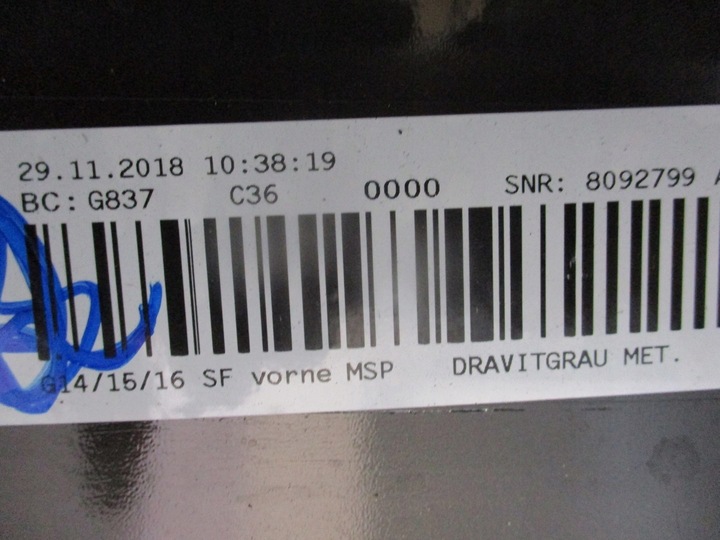 29.11.2018 10:38:19
BC: G837 C36 0000 SNR: 8092799
G14/15/16 SF vorne MSP DRAVITGRAU MET.